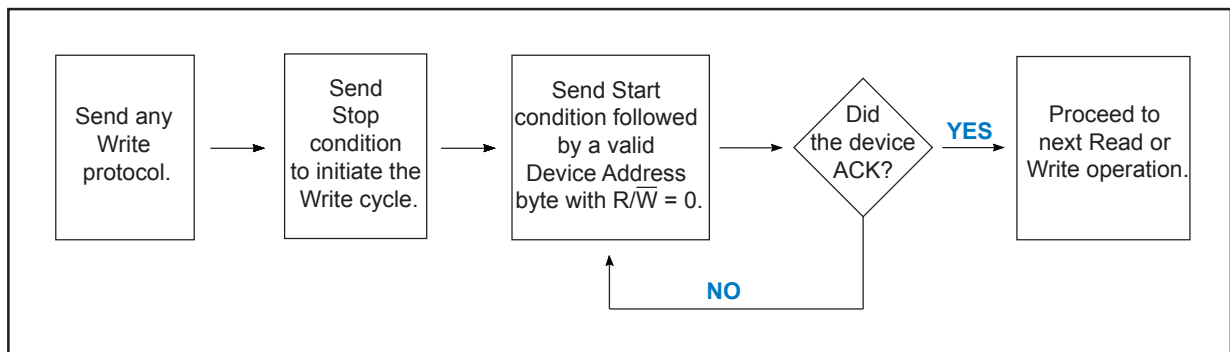 Send any
Write
protocol.
Send
Stop
condition
to initiate the
Write cycle.
Send Start
condition followed
by a valid
Device Address
byte with R/W̅ = 0.
Did
the device
ACK?
YES
Proceed to
next Read or
Write operation.
NO